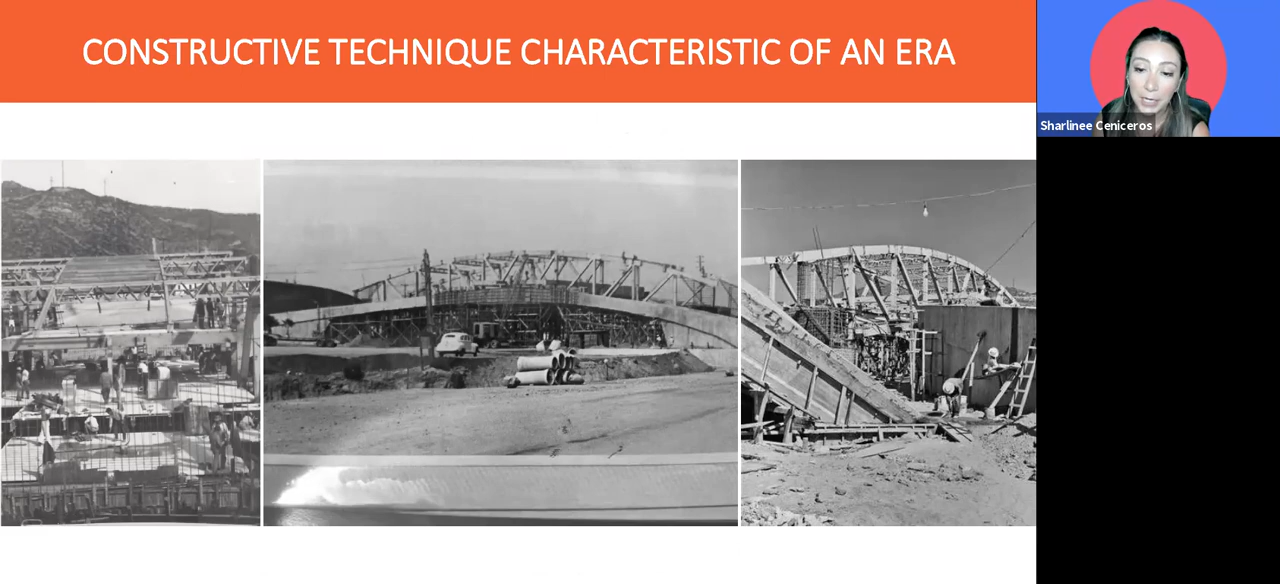 CONSTRUCTIVE TECHNIQUE CHARACTERISTIC OF AN ERA
Sharlinee Ceniceros